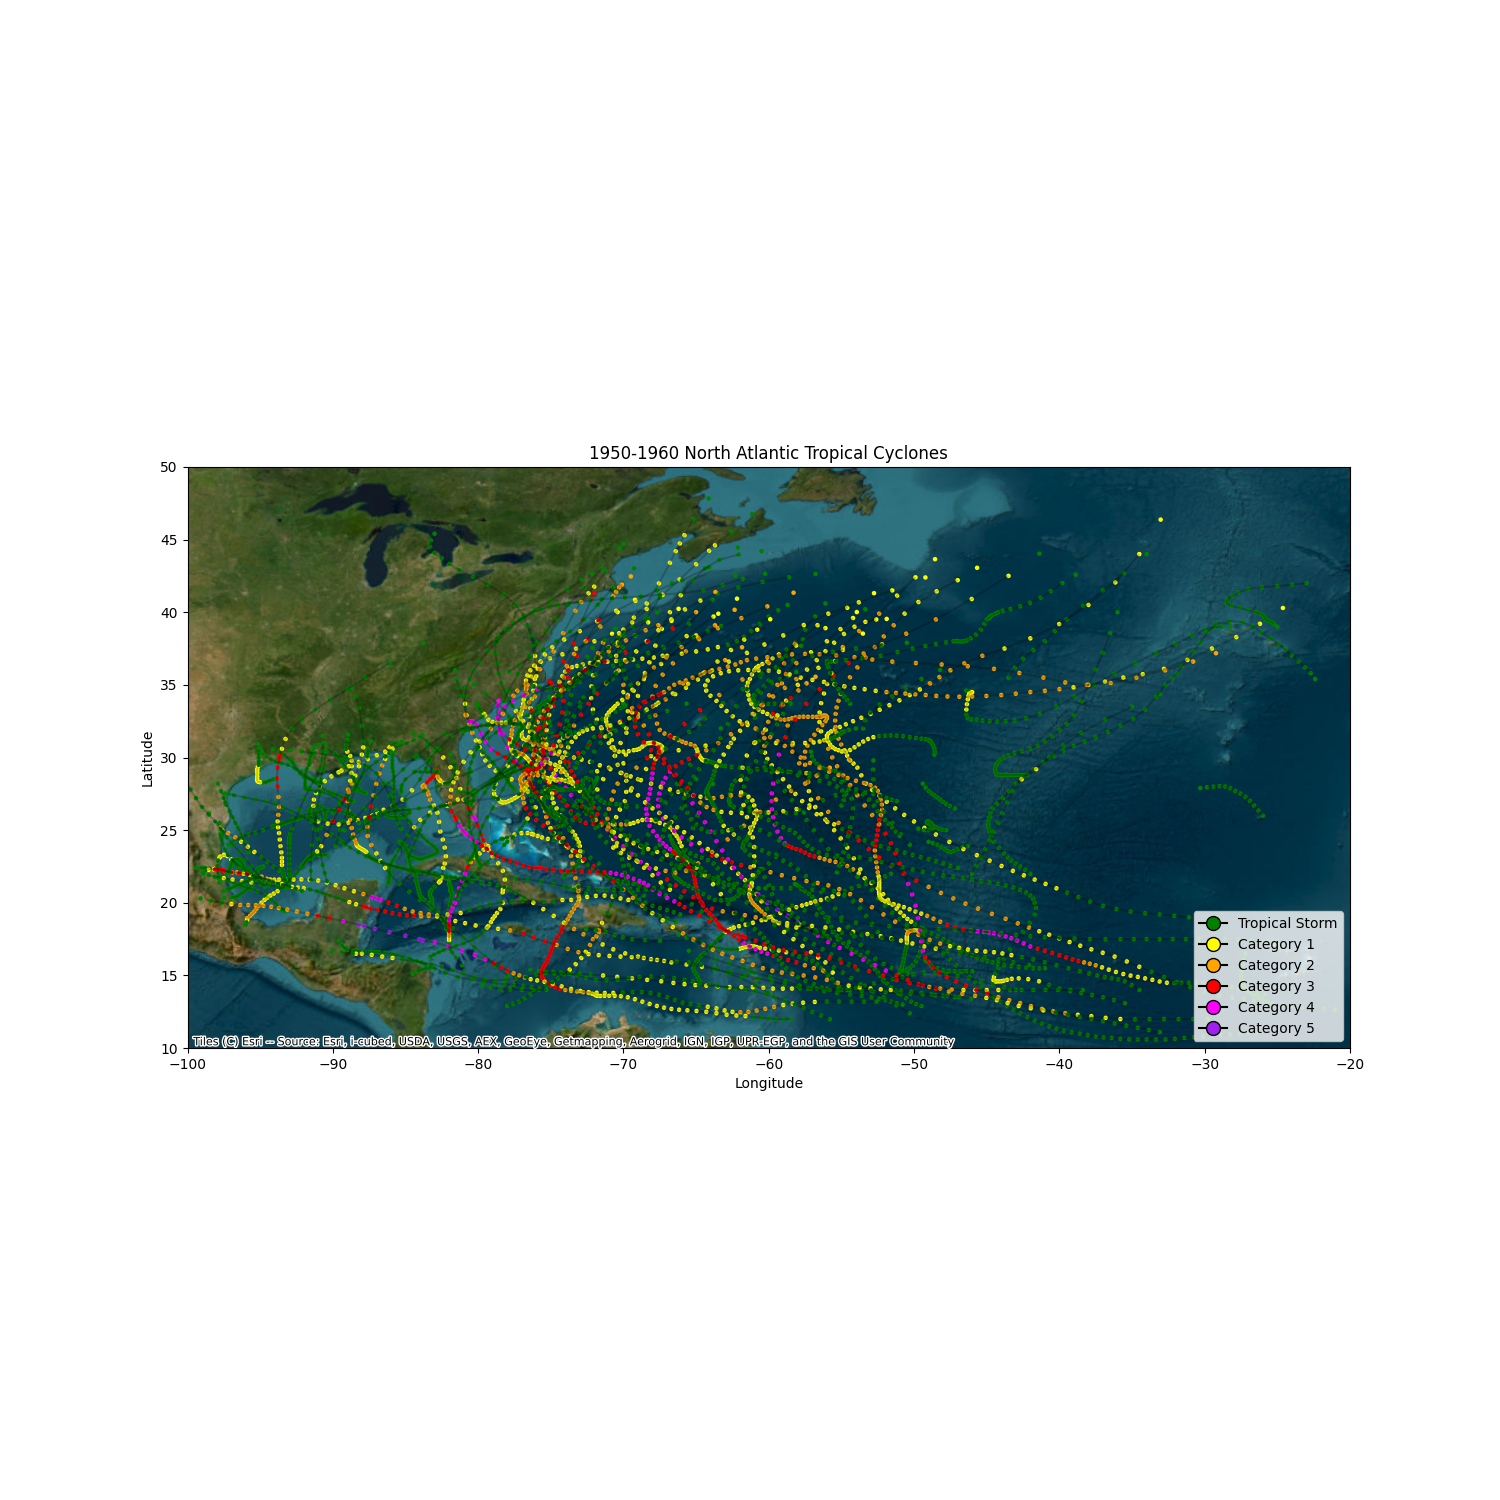 1950-1960 North Atlantic Tropical Cyclones
50
45
40
35
30
25
20
15
10
Latitude
Tropical Storm
Category 1
Category 2
Category 3
Category 4
Category 5
Tiles (C) Esri -- Source: Esri, i-cubed, USDA, USGS, AEX, GeoEye, Getmapping, Aerogrid, IGN, IGP, UPR-EGP, and the GIS User Community
−100 −90 −80 −70 −60 −50 −40 −30 −20
Longitude